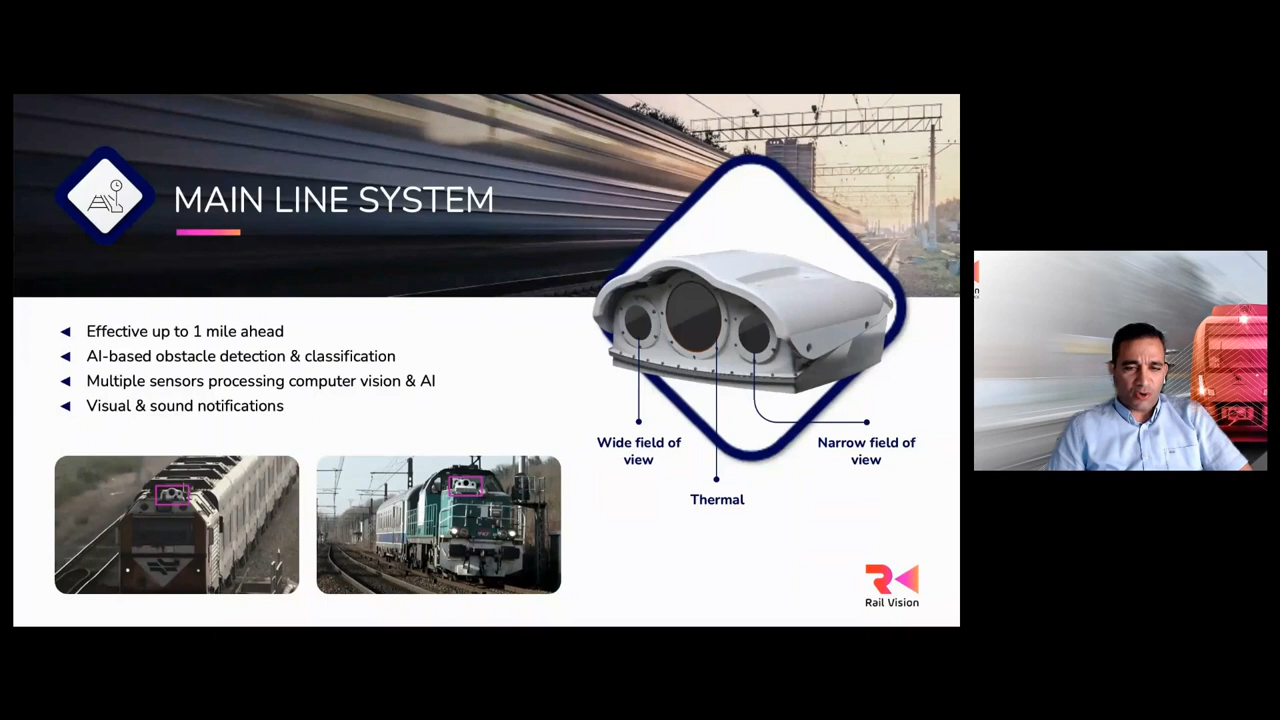 MAIN LINE SYSTEM
Effective up to 1 mile ahead
AI-based obstacle detection & classification
Multiple sensors processing computer vision & AI
Visual & sound notifications
Wide field of
view
Thermal
Narrow field of
view
Rail Vision